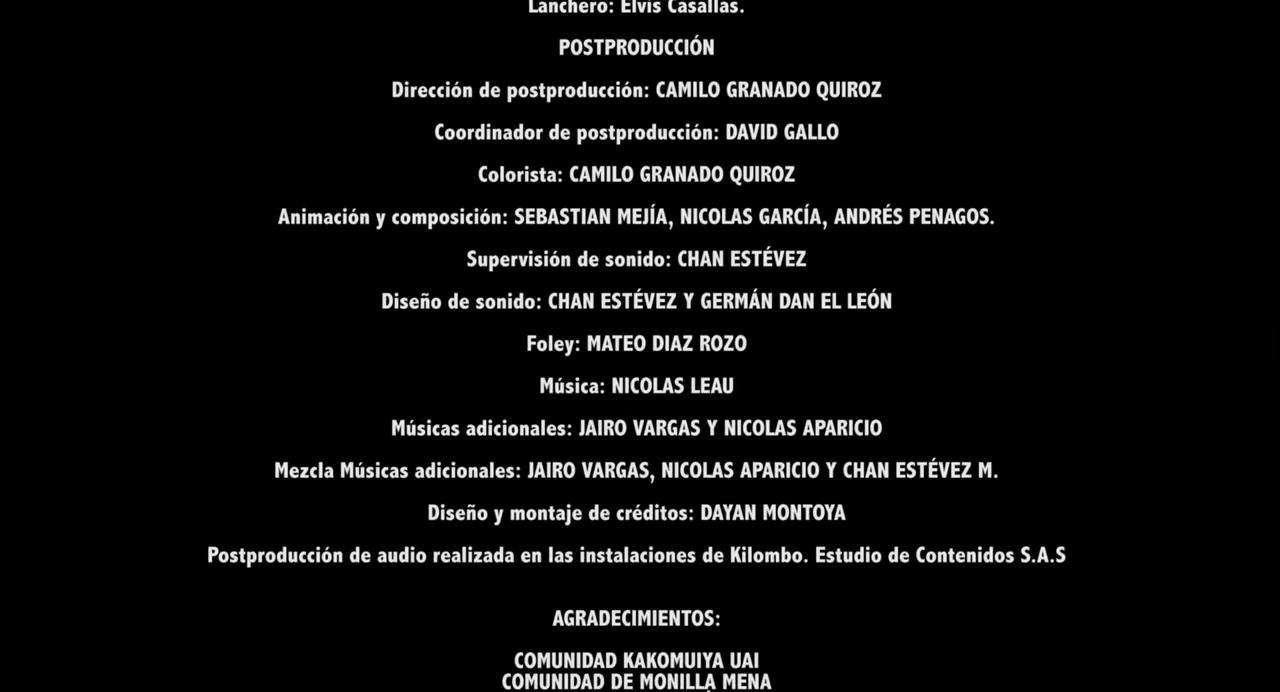 Lanchero: Elvis Casallas.
POSTPRODUCCIÓN
Dirección de postproducción: CAMILO GRANADO QUIROZ
Coordinador de postproducción: DAVID GALLO
Colorista: CAMILO GRANADO QUIROZ
Animación y composición: SEBASTIAN MEJÍA, NICOLAS GARCÍA, ANDRÉS PENAGOS.
Supervisión de sonido: CHAN ESTÉVEZ
Diseño de sonido: CHAN ESTÉVEZ Y GERMÁN DAN EL LEÓN
Foley: MATEO DIAZ ROZO
Música: NICOLAS LEAU
Músicas adicionales: JAIRO VARGAS Y NICOLAS APARICIO
Mezcla Músicas adicionales: JAIRO VARGAS, NICOLAS APARICIO Y CHAN ESTÉVEZ M.
Diseño y montaje de créditos: DAYAN MONTOYA
Postproducción de audio realizada en las instalaciones de Kilombo. Estudio de Contenidos S.A.S
AGRADECIMIENTOS:
COMUNIDAD KAKOMUIYA UAI
COMUNIDAD DE MONILLA MENA